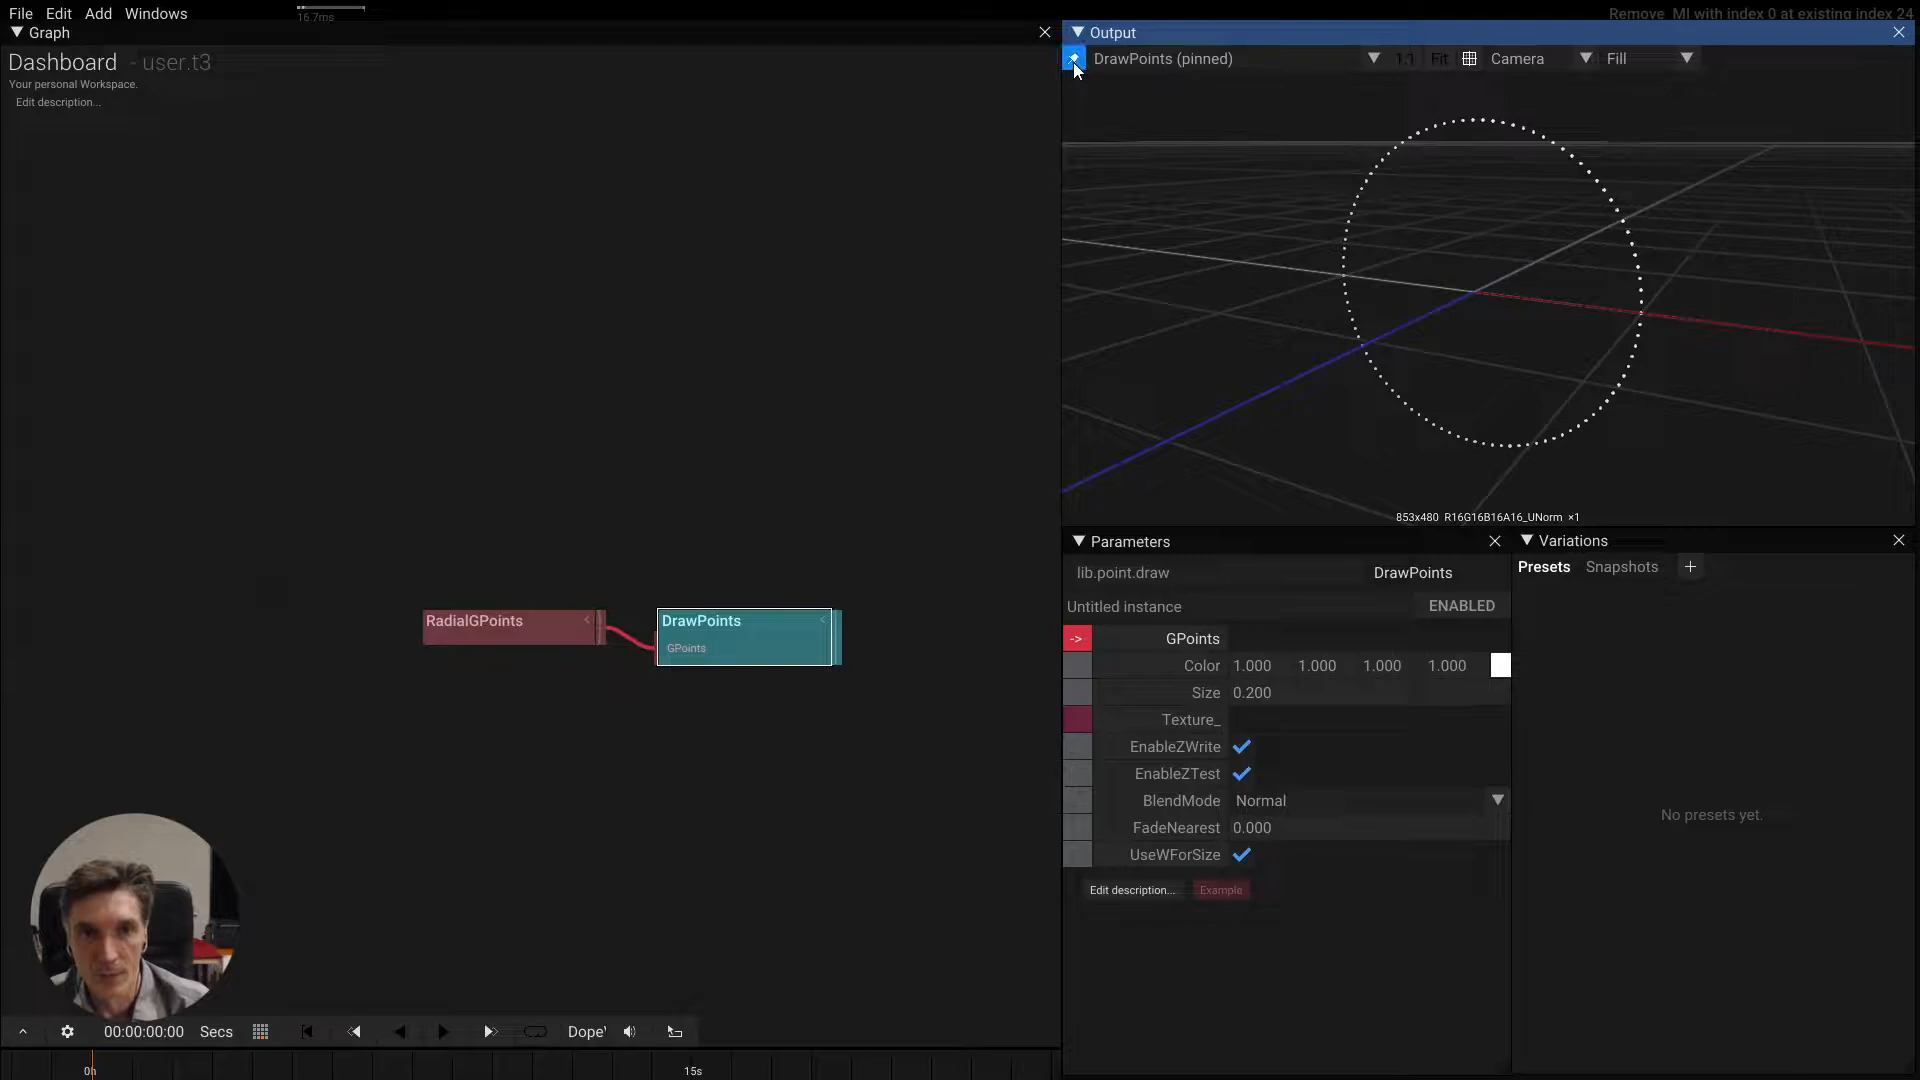 File Edit Add Windows
16.7ms
Remove MI with index 0 at existing index 24
Graph
Dashboard - user.t3
Your personal Workspace.
Edit description...
Output
DrawPoints (pinned) 1:1 Fit Camera Fill
853x480 R16G16B16A16_UNorm ×1
RadialGPoints <
DrawPoints <
GPoints
Parameters
lib.point.draw DrawPoints
Untitled instance ENABLED
-> GPoints
Color 1.000 1.000 1.000 1.000
Size 0.200
Texture_
EnableZWrite
EnableZTest
BlendMode Normal
FadeNearest 0.000
UseWForSize
Edit description... Example
Variations
Presets Snapshots +
No presets yet.
00:00:00:00 Secs DopeV
0h 15s